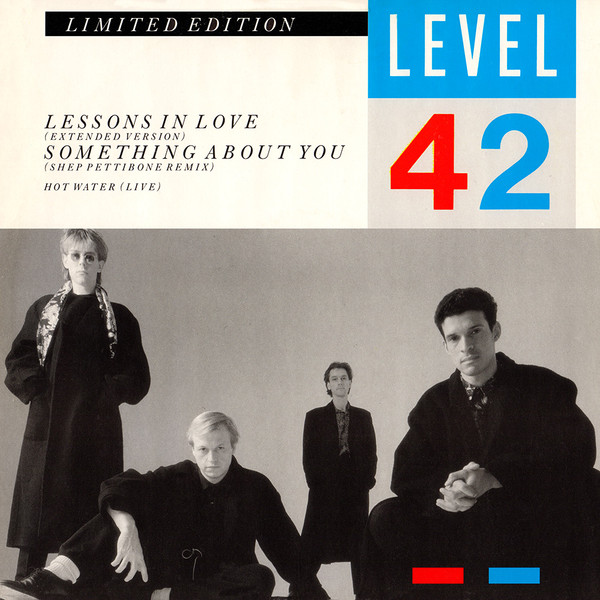 LIMITED EDITION
LEVEL
42
LESSONS IN LOVE
(EXTENDED VERSION)
SOMETHING ABOUT YOU
(SHEP PETTIBONE REMIX)
HOT WATER (LIVE)